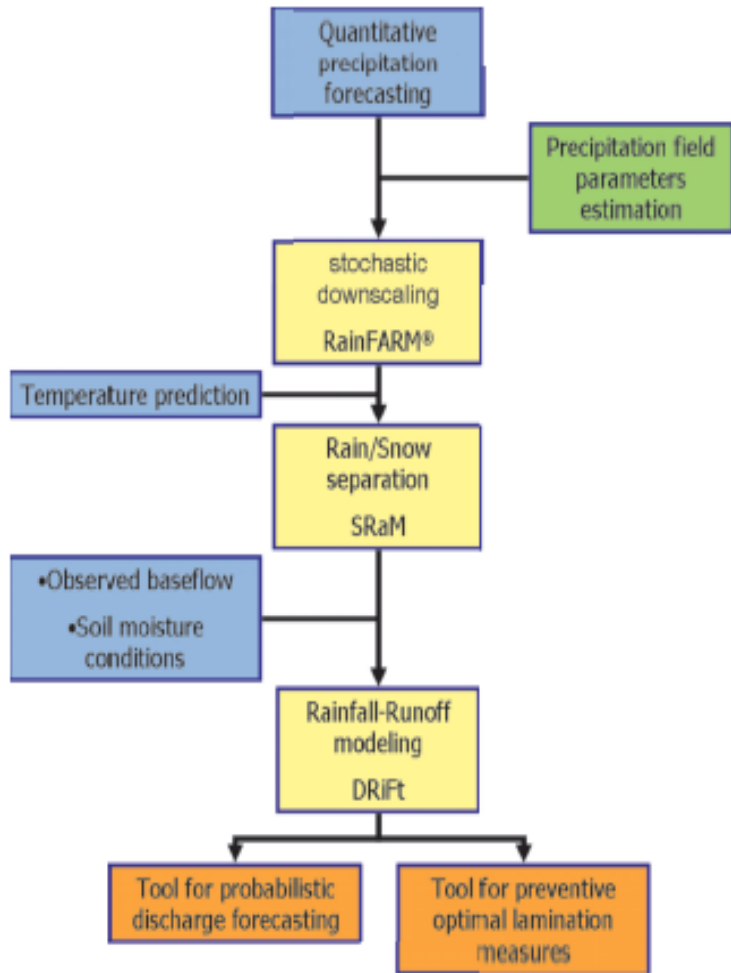 Quantitative
precipitation
forecasting
Precipitation field
parameters
estimation
stochastic
downscaling
RainFARM®
Temperature prediction
Rain/Snow
separation
SRaM
•Observed baseflow
•Soil moisture
conditions
Rainfall-Runoff
modeling
DRiFt
Tool for probabilistic
discharge forecasting
Tool for preventive
optimal lamination
measures